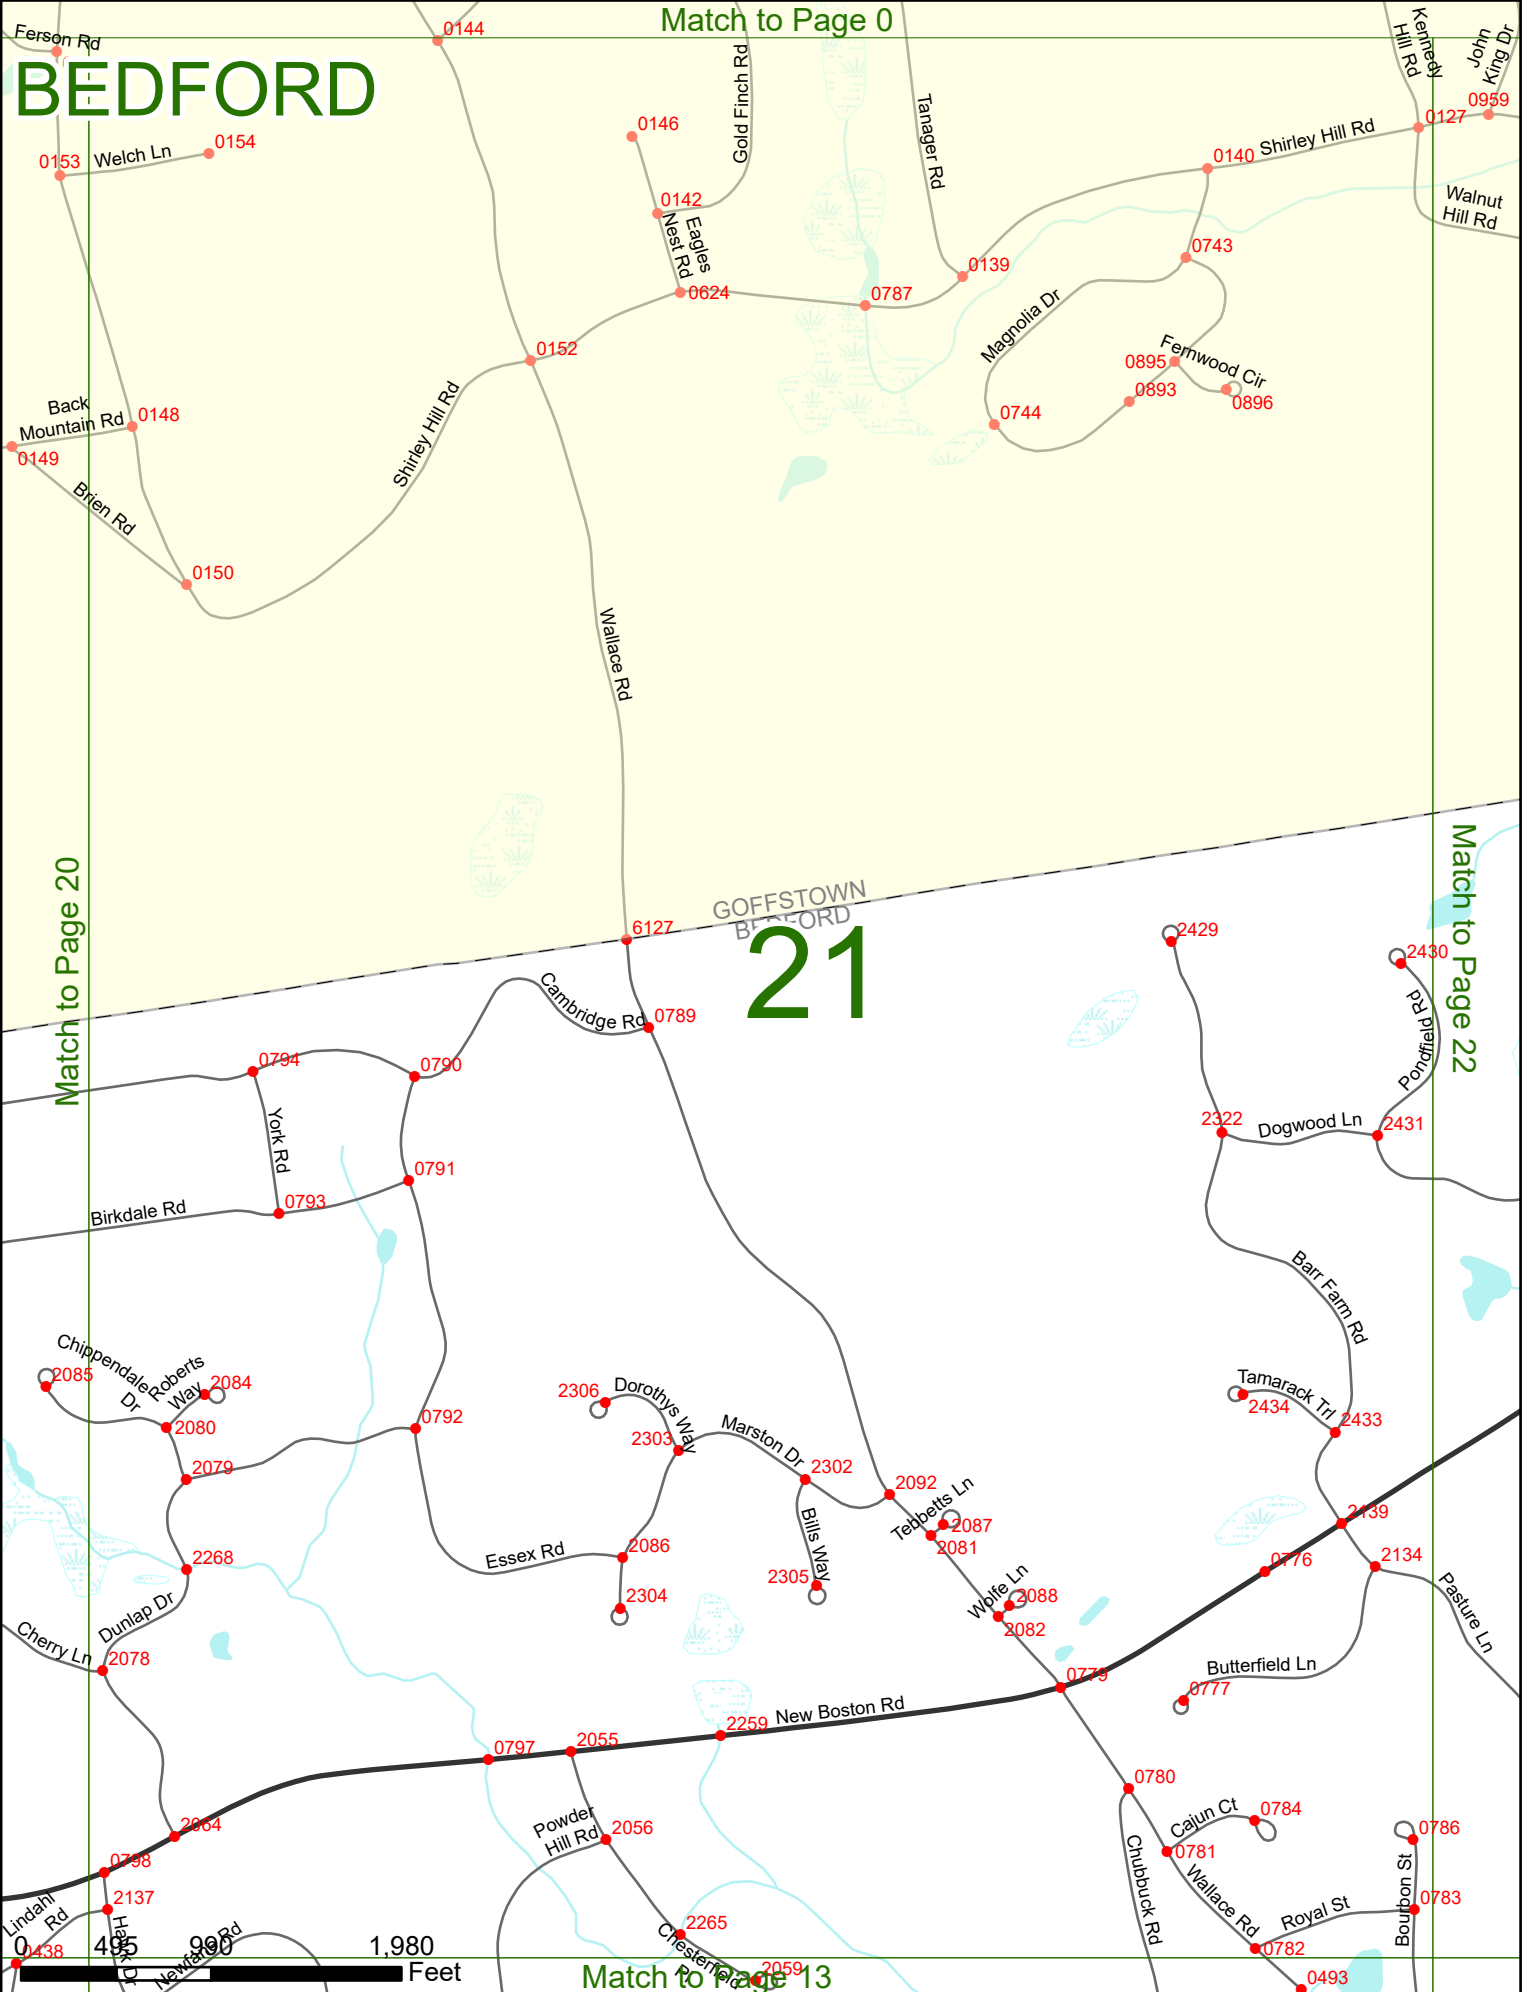 Match to Page 0
Ferson Rd
BEDFORD
0144
Gold Finch Rd
Tanager Rd
Kennedy
Hill Rd
John
King Dr
0959
0127
0146
0154
Welch Ln
0153
Shirley Hill Rd
0140
Walnut
Hill Rd
0142
Eagles
Nest Rd
0743
0139
0624
0787
Magnolia Dr
0152
Fernwood Cir
0895
0893
0896
Back
Mountain Rd
0148
0744
0149
Shirley Hill Rd
Brien Rd
0150
Wallace Rd
Match to Page 20
Match to Page 22
GOFFSTOWN
BEDFORD
21
6127
2429
2430
Cambridge Rd
0789
Pondfield Rd
0794
0790
York Rd
2322
Dogwood Ln
2431
0791
0793
Birkdale Rd
Barr Farm Rd
Chippendale
Dr
Roberts
Way
2085
2084
2080
0792
2306
Dorothys Way
2303
Marston Dr
Tamarack Trl
2434
2433
2079
2302
2092
Tebbetts Ln
2087
2081
2139
Bills Way
Essex Rd
2086
2268
2305
0776
2134
Wolfe Ln
2088
2082
Pasture Ln
2304
Dunlap Dr
Cherry Ln
2078
0779
Butterfield Ln
0777
New Boston Rd
2259
2055
0797
0780
Cajun Ct
0784
0786
Powder
Hill Rd
2056
2064
0781
Chubbuck Rd
Wallace Rd
0798
2137
Lindahl
Rd
Hawk Dr
Royal St
Bourbon St
0783
2265
Newfane Rd
Chesterfield
0782
0438
0 495 990 1,980
Feet
2059
Match to Page 13
0493